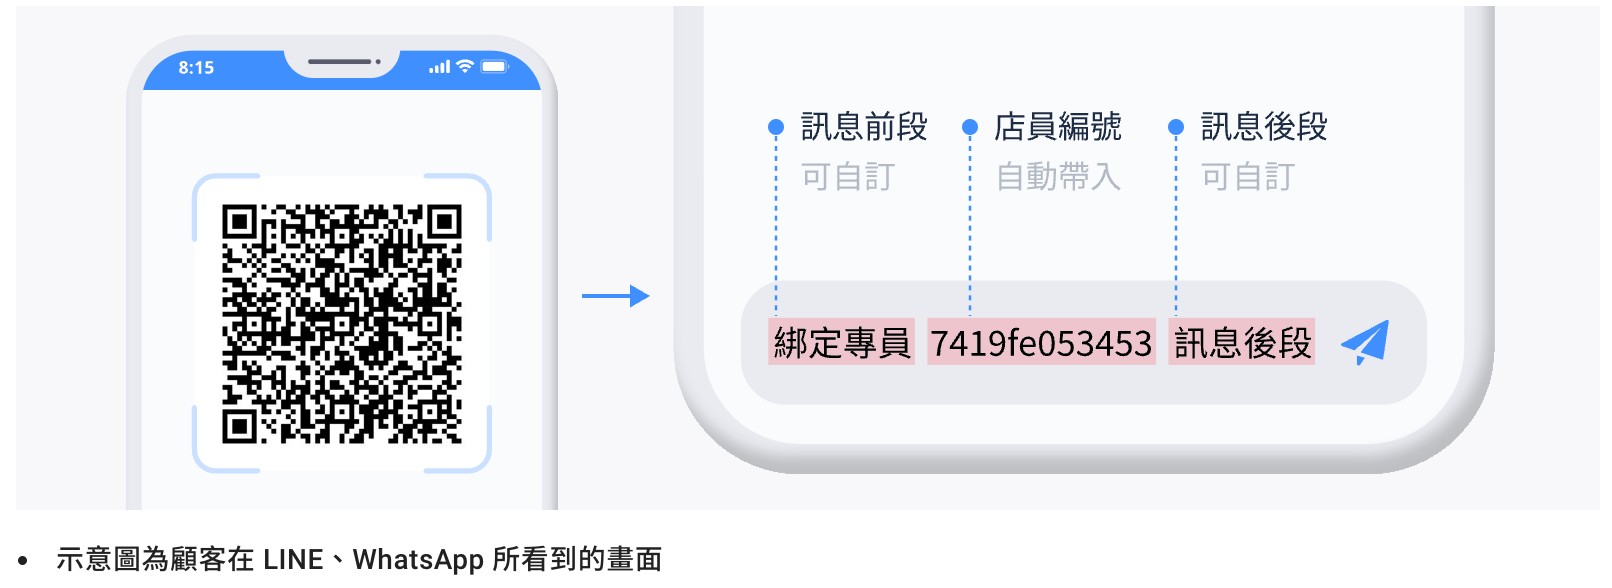 8:15
訊息前段 店員編號 訊息後段
可自訂 自動帶入 可自訂
綁定專員 7419fe053453 訊息後段
• 示意圖為顧客在 LINE、WhatsApp 所看到的畫面